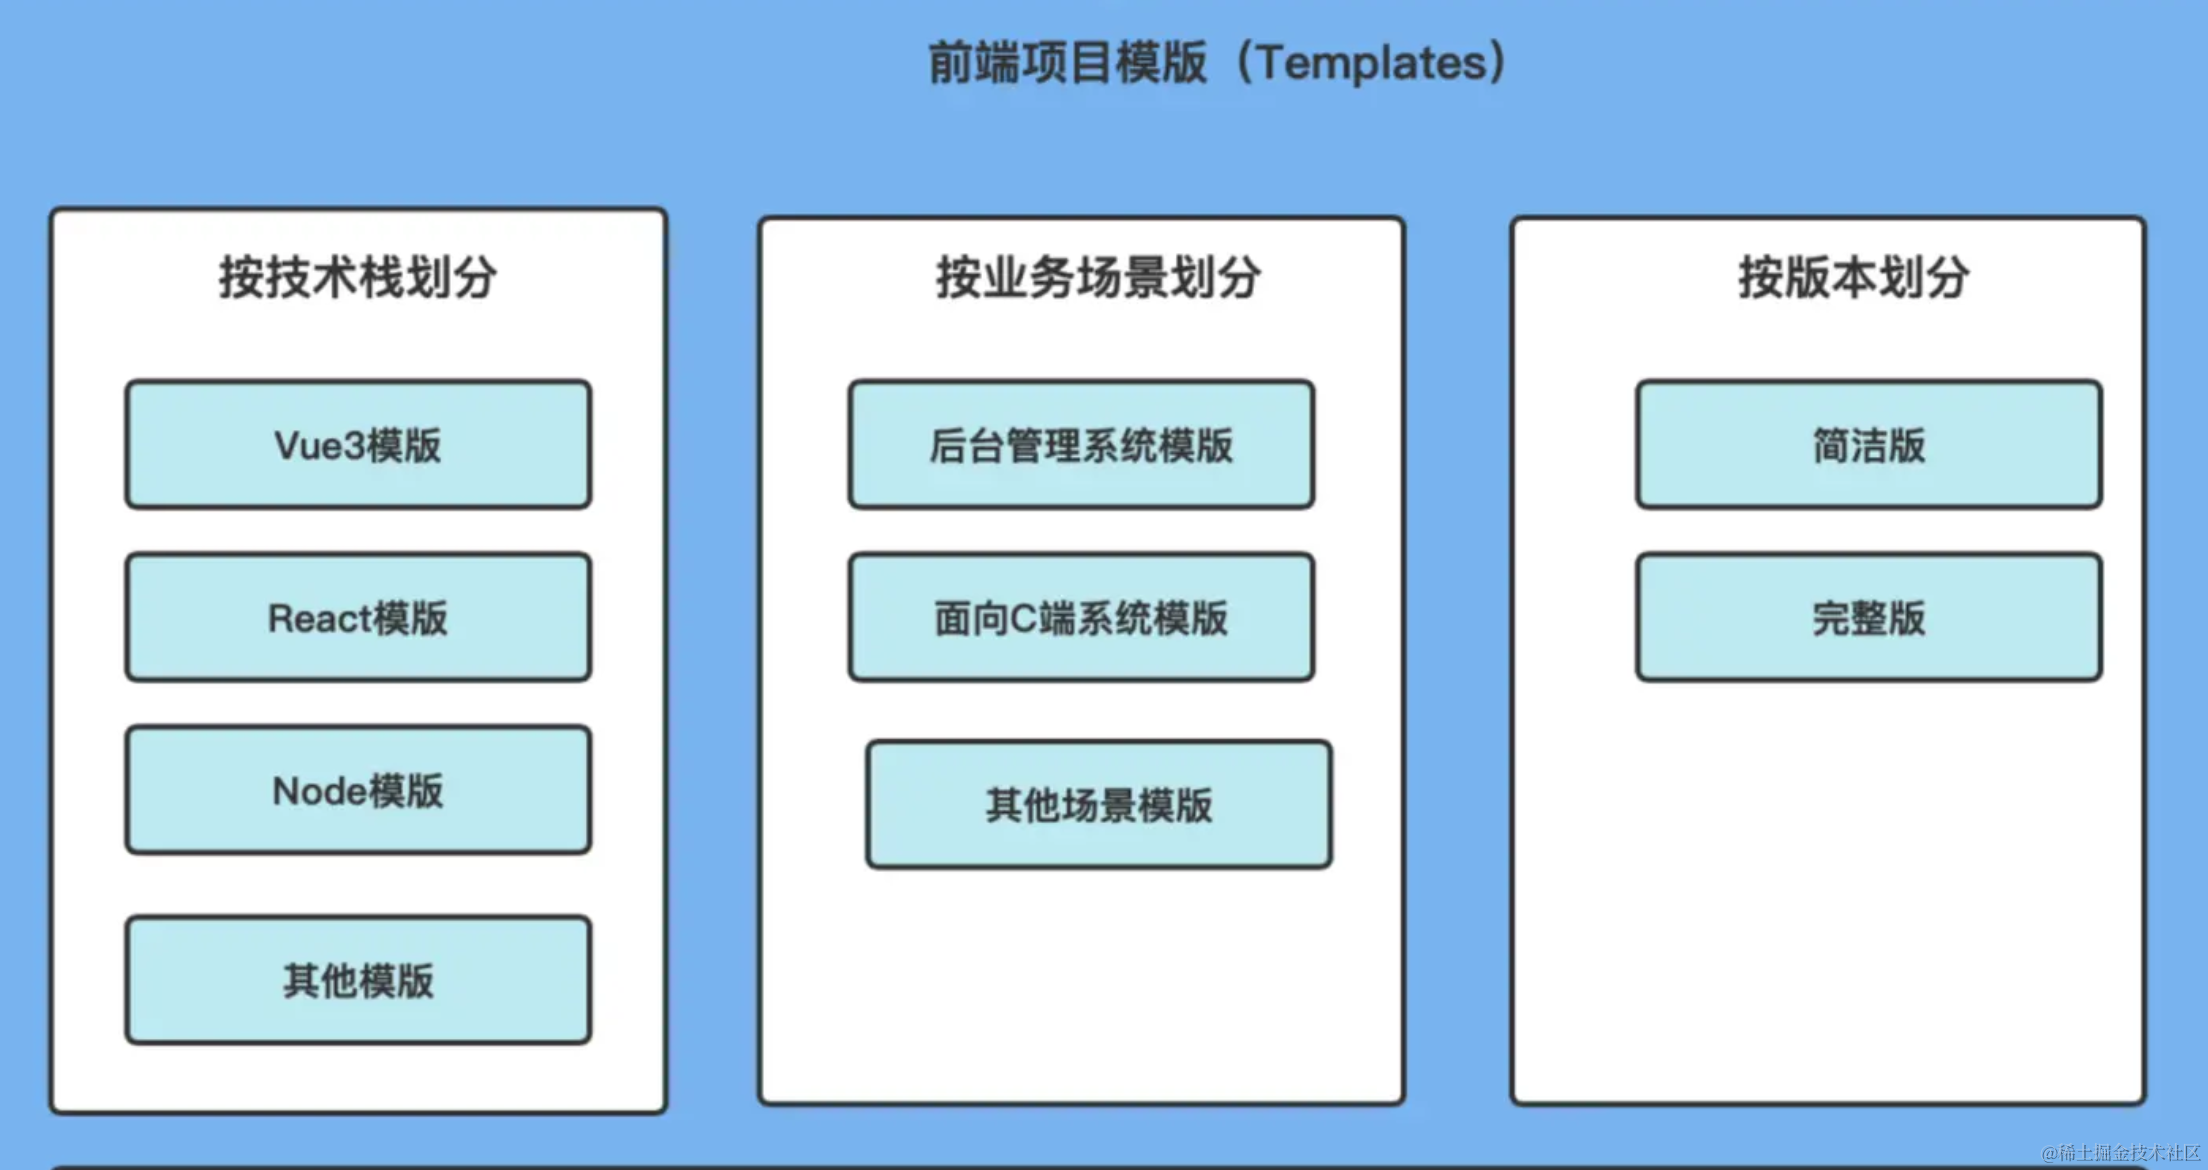 前端项目模版（Templates）
按技术栈划分
Vue3模版
React模版
Node模版
其他模版
按业务场景划分
后台管理系统模版
面向C端系统模版
其他场景模版
按版本划分
简洁版
完整版
@稀土掘金技术社区